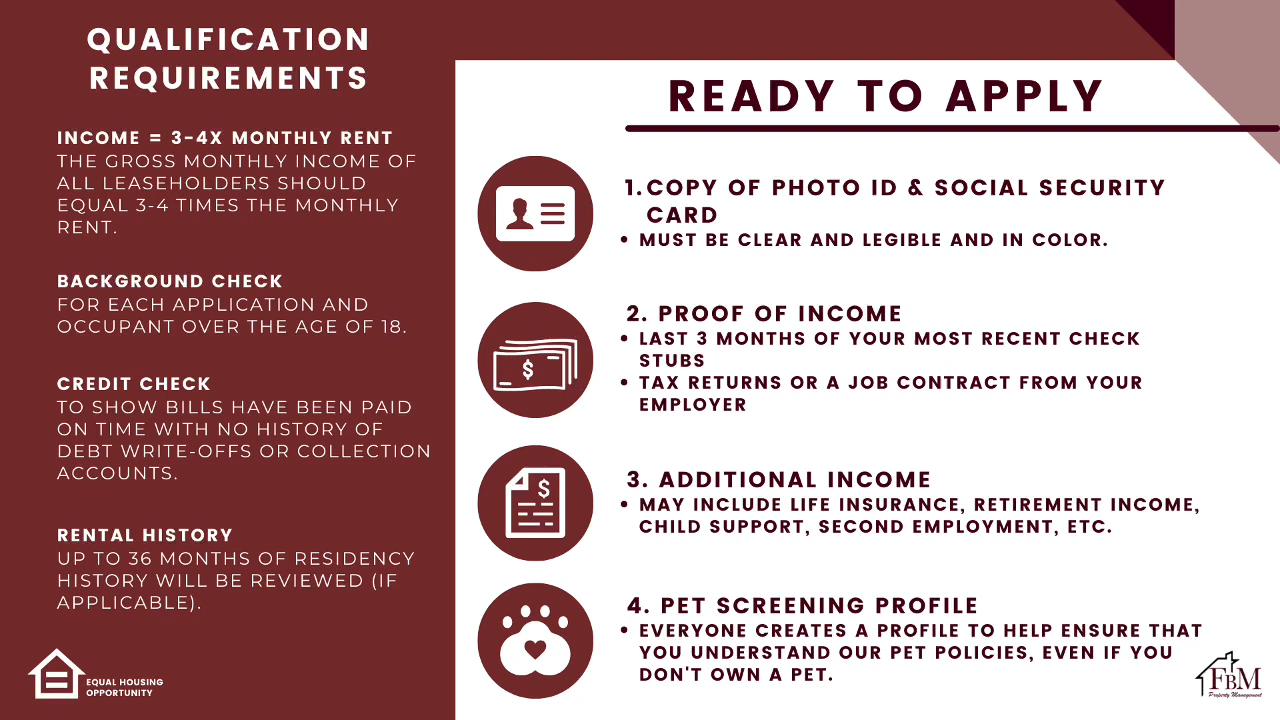 QUALIFICATION
REQUIREMENTS
INCOME = 3-4X MONTHLY RENT
THE GROSS MONTHLY INCOME OF
ALL LEASEHOLDERS SHOULD
EQUAL 3-4 TIMES THE MONTHLY
RENT.
BACKGROUND CHECK
FOR EACH APPLICATION AND
OCCUPANT OVER THE AGE OF 18.
CREDIT CHECK
TO SHOW BILLS HAVE BEEN PAID
ON TIME WITH NO HISTORY OF
DEBT WRITE-OFFS OR COLLECTION
ACCOUNTS.
RENTAL HISTORY
UP TO 36 MONTHS OF RESIDENCY
HISTORY WILL BE REVIEWED (IF
APPLICABLE).
EQUAL HOUSING
OPPORTUNITY
READY TO APPLY
1. COPY OF PHOTO ID & SOCIAL SECURITY
CARD
• MUST BE CLEAR AND LEGIBLE AND IN COLOR.
$
2. PROOF OF INCOME
• LAST 3 MONTHS OF YOUR MOST RECENT CHECK
STUBS
• TAX RETURNS OR A JOB CONTRACT FROM YOUR
EMPLOYER
$
3. ADDITIONAL INCOME
• MAY INCLUDE LIFE INSURANCE, RETIREMENT INCOME,
CHILD SUPPORT, SECOND EMPLOYMENT, ETC.
4. PET SCREENING PROFILE
• EVERYONE CREATES A PROFILE TO HELP ENSURE THAT
YOU UNDERSTAND OUR PET POLICIES, EVEN IF YOU
DON'T OWN A PET.
FBM
Property Management